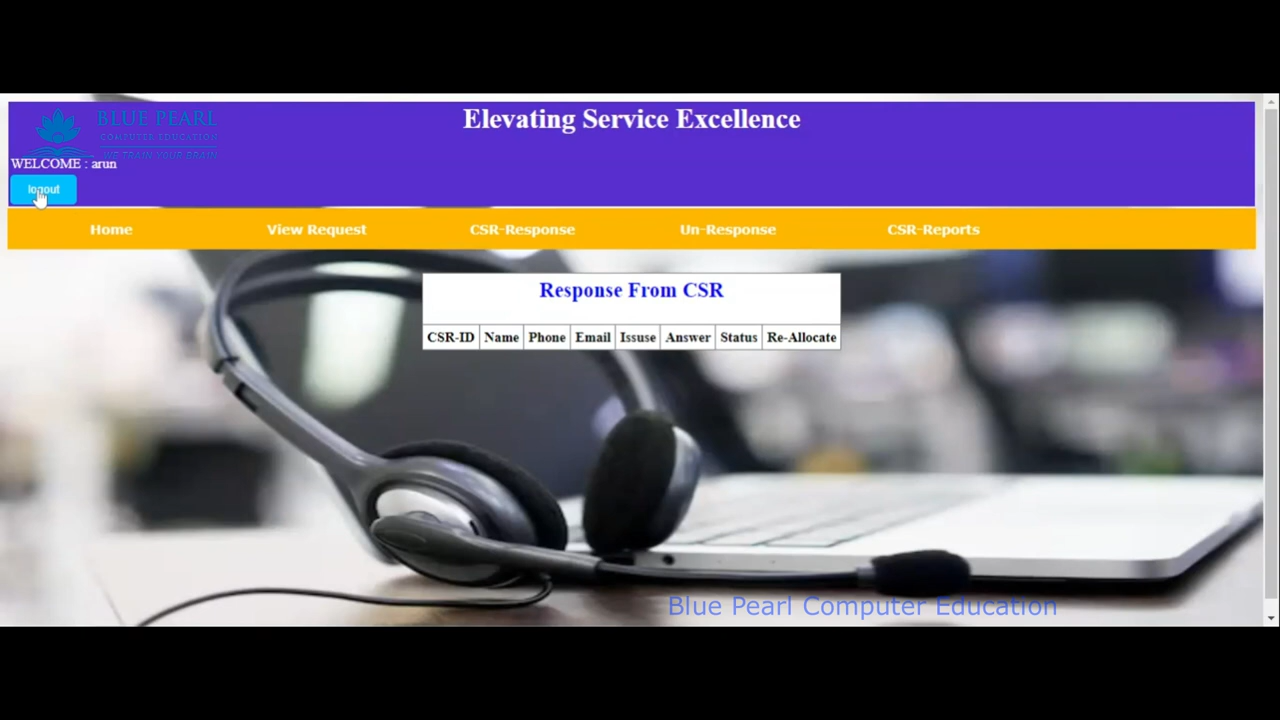 BLUE PEARL
COMPUTER EDUCATION
WE TRAIN YOUR BRAIN
Elevating Service Excellence
WELCOME : arun
logout
Home View Request CSR-Response Un-Response CSR-Reports
Response From CSR
CSR-ID Name Phone Email Issuse Answer Status Re-Allocate
Blue Pearl Computer Education